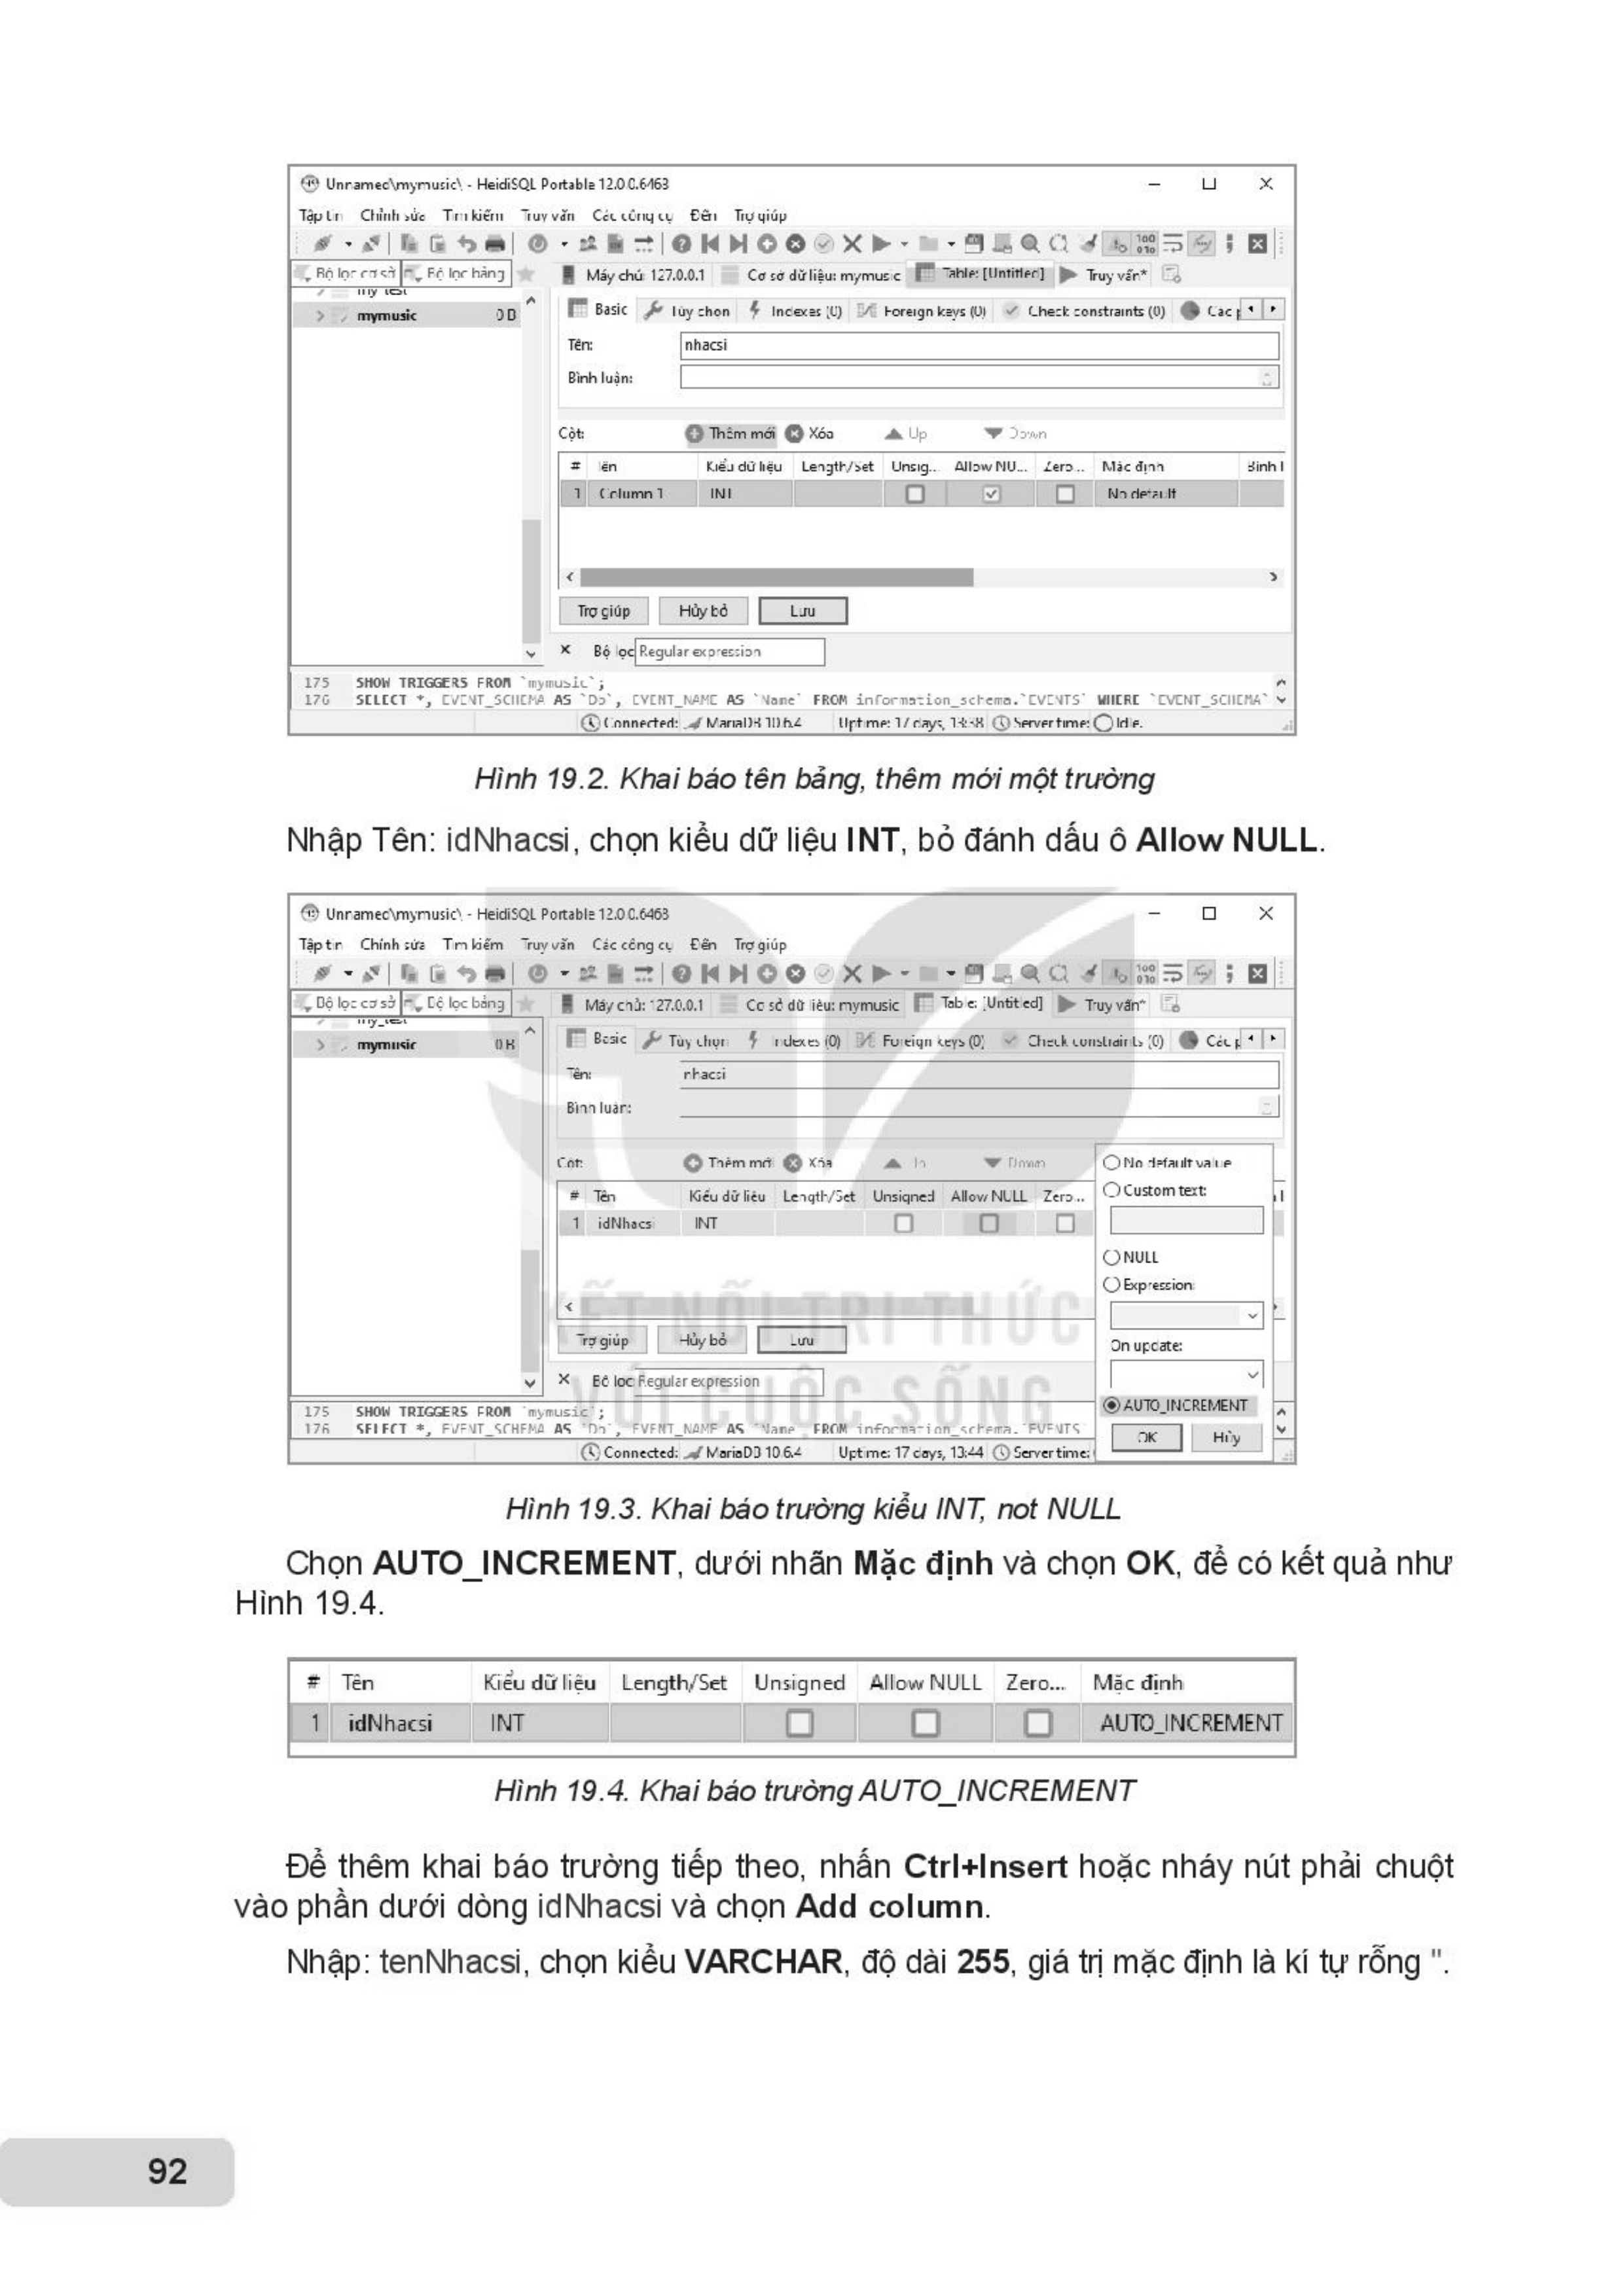 Unnamed\mymusic\ - HeidiSQL Portable 12.0.0.6463
Tập tin Chỉnh sửa Tìm kiếm Truy vấn Các công cụ Đến Trợ giúp
Bộ lọc cơ sở Bộ lọc bảng Máy chủ: 127.0.0.1 Cơ sở dữ liệu: mymusic Table: [Untitled] Truy vấn*
mymusic 0 B Basic Tùy chọn Indexes (0) Foreign keys (0) Check constraints (0)
Tên: nhacsi
Bình luận:
Cột: Thêm mới Xóa Up Down
# Tên Kiểu dữ liệu Length/Set Unsig... Allow NU... Zero... Mặc định Bình l
1 Column 1 INT No default
Trợ giúp Hủy bỏ Lưu
× Bộ lọc Regular expression
175 SHOW TRIGGERS FROM `mymusic`;
176 SELECT *, EVENT_SCHEMA AS `Db`, EVENT_NAME AS `Name` FROM information_schema.`EVENTS` WHERE `EVENT_SCHEMA`
Connected: MariaDB 10.6.4 Uptime: 17 days, 13:38 Server time: Idle.
Hình 19.2. Khai báo tên bảng, thêm mới một trường
Nhập Tên: idNhacsi, chọn kiểu dữ liệu INT, bỏ đánh dấu ô Allow NULL.
Unnamed\mymusic\ - HeidiSQL Portable 12.0.0.6463
Tập tin Chỉnh sửa Tìm kiếm Truy vấn Các công cụ Đến Trợ giúp
Bộ lọc cơ sở Bộ lọc bảng Máy chủ: 127.0.0.1 Cơ sở dữ liệu: mymusic Table: [Untitled] Truy vấn*
mymusic 0 B Basic Tùy chọn Indexes (0) Foreign keys (0) Check constraints (0)
Tên: nhacsi
Bình luận:
Cột: Thêm mới Xóa Down
# Tên Kiểu dữ liệu Length/Set Unsigned Allow NULL Zero...
1 idNhacsi INT
No default value
Custom text:
NULL
Expression:
On update:
AUTO_INCREMENT
OK Hủy
Trợ giúp Hủy bỏ Lưu
× Bộ lọc Regular expression
175 SHOW TRIGGERS FROM `mymusic`;
176 SELECT *, EVENT_SCHEMA AS `Db`, EVENT_NAME AS `Name` FROM information_schema.`EVENTS`
Connected: MariaDB 10.6.4 Uptime: 17 days, 13:44 Server time:
KẾT NỐI TRI THỨC
VỚI CUỘC SỐNG
Hình 19.3. Khai báo trường kiểu INT, not NULL
Chọn AUTO_INCREMENT, dưới nhãn Mặc định và chọn OK, để có kết quả như
Hình 19.4.
# Tên Kiểu dữ liệu Length/Set Unsigned Allow NULL Zero... Mặc định
1 idNhacsi INT AUTO_INCREMENT
Hình 19.4. Khai báo trường AUTO_INCREMENT
Để thêm khai báo trường tiếp theo, nhấn Ctrl+Insert hoặc nháy nút phải chuột
vào phần dưới dòng idNhacsi và chọn Add column.
Nhập: tenNhacsi, chọn kiểu VARCHAR, độ dài 255, giá trị mặc định là kí tự rỗng ".
92